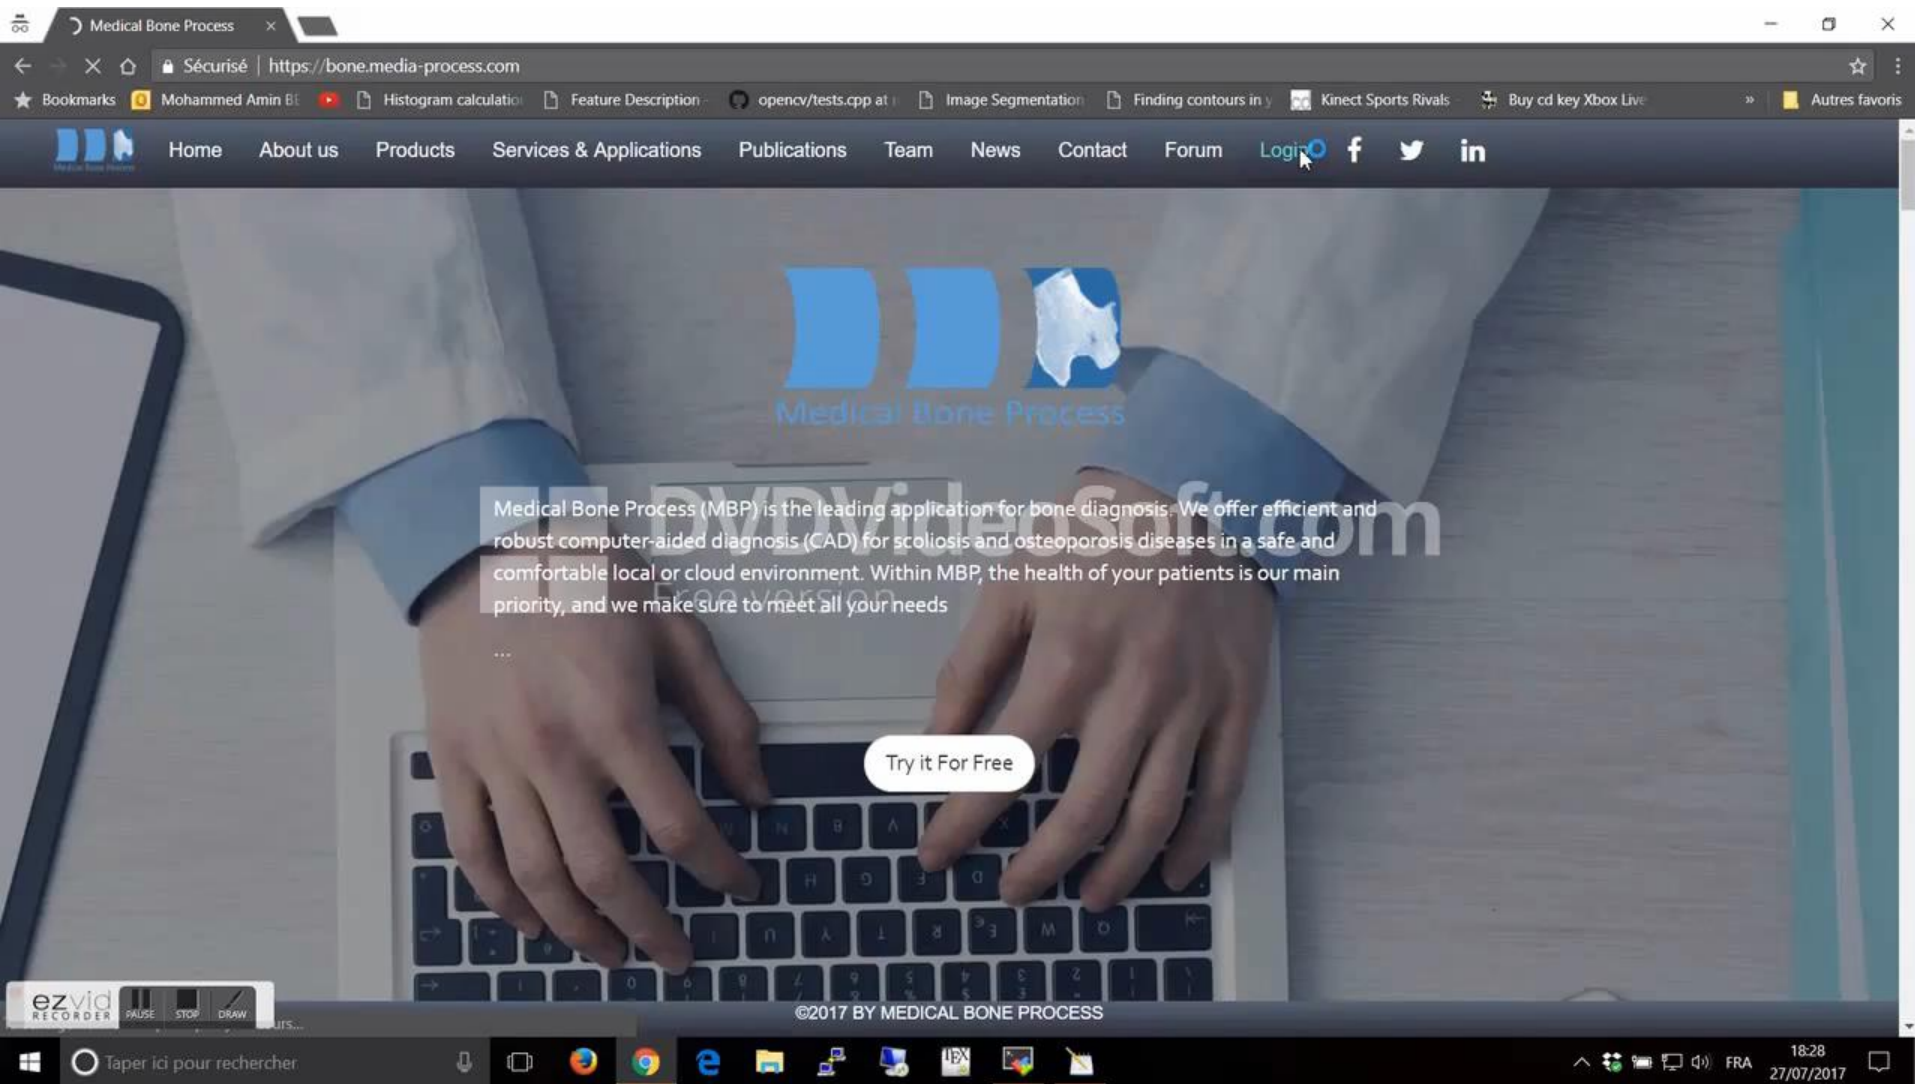 Medical Bone Process
Sécurisé | https://bone.media-process.com
Bookmarks Mohammed Amin BE Histogram calculatio Feature Description - opencv/tests.cpp at Image Segmentation Finding contours in y Kinect Sports Rivals Buy cd key Xbox Live » Autres favoris
Home About us Products Services & Applications Publications Team News Contact Forum Login
Medical Bone Process
DVDVideoSoft.com
Free version
Medical Bone Process (MBP) is the leading application for bone diagnosis. We offer efficient and
robust computer-aided diagnosis (CAD) for scoliosis and osteoporosis diseases in a safe and
comfortable local or cloud environment. Within MBP, the health of your patients is our main
priority, and we make sure to meet all your needs
...
Try it For Free
ezvid
RECORDER PAUSE STOP DRAW
©2017 BY MEDICAL BONE PROCESS
Taper ici pour rechercher
FRA 18:28
27/07/2017